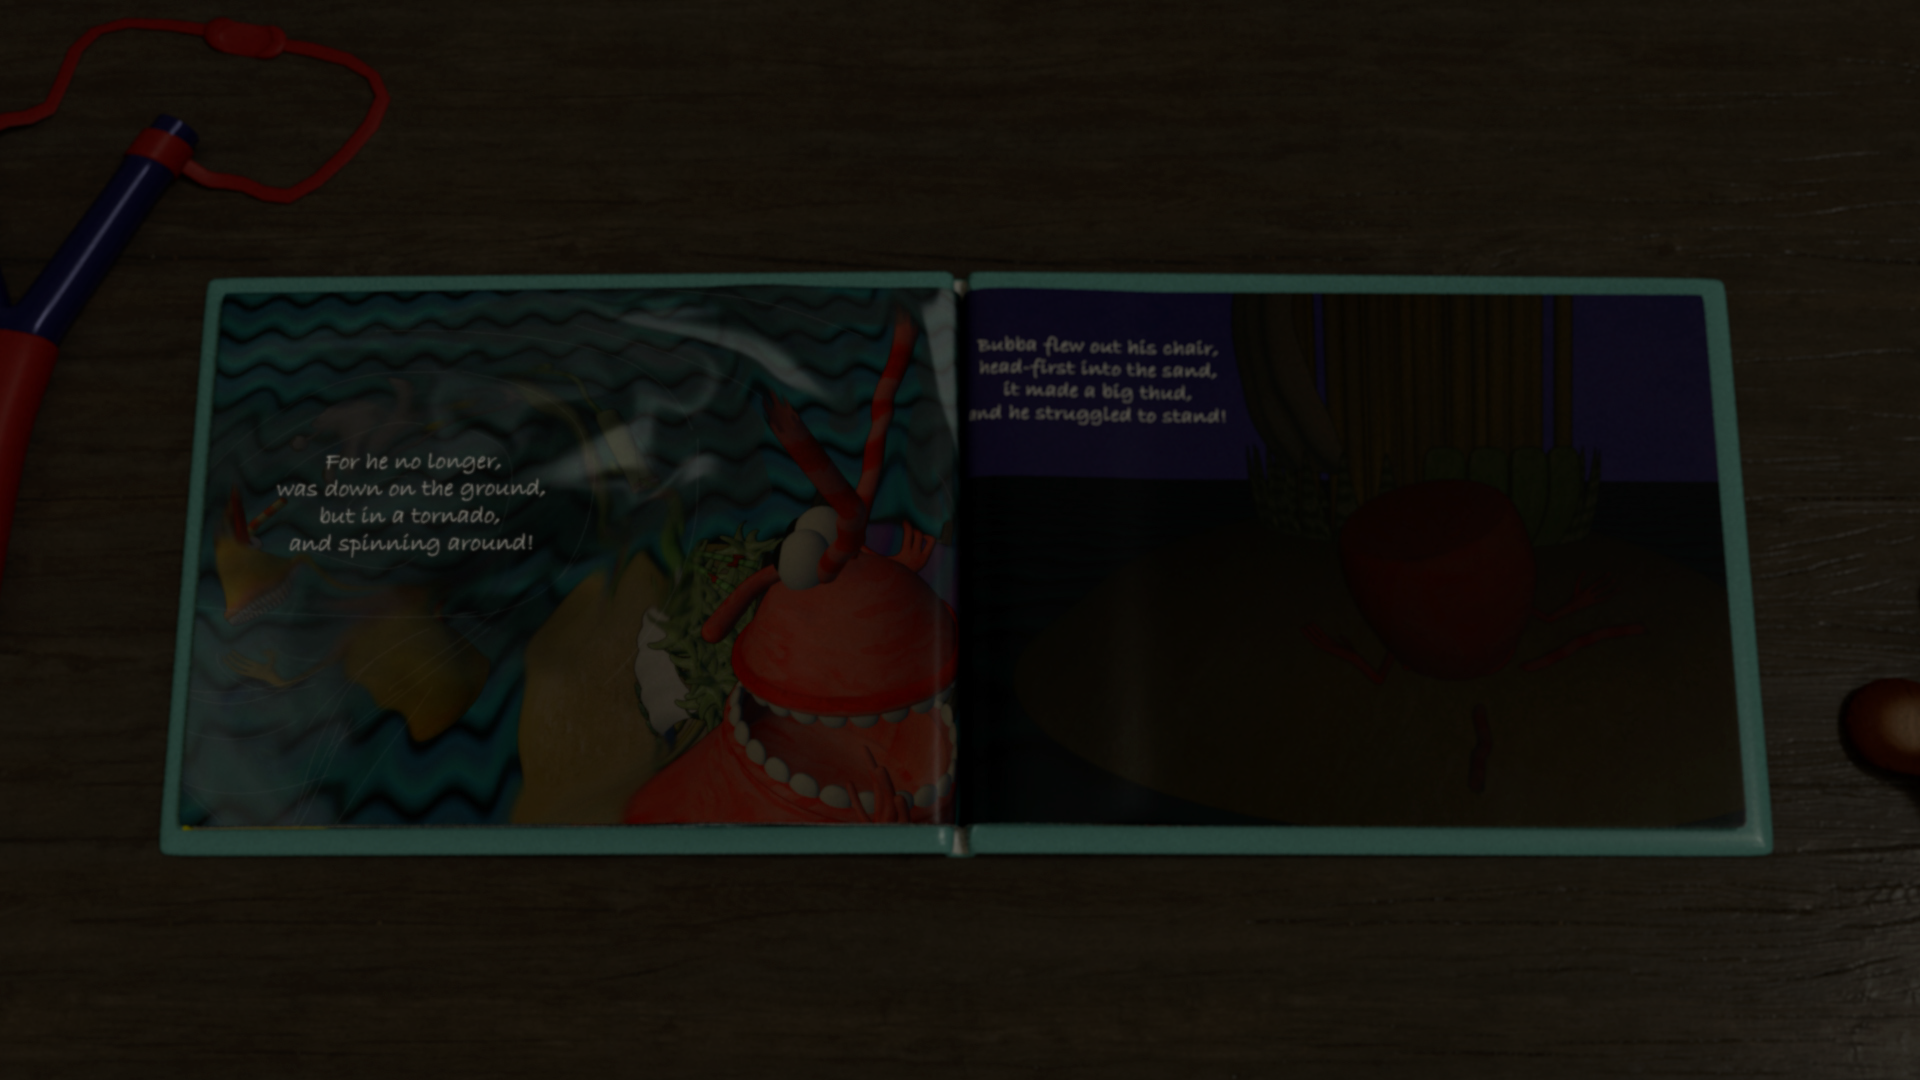 For he no longer,
was down on the ground,
but in a tornado,
and spinning around!
Bubba flew out his chair,
head-first into the sand,
it made a big thud,
and he struggled to stand!